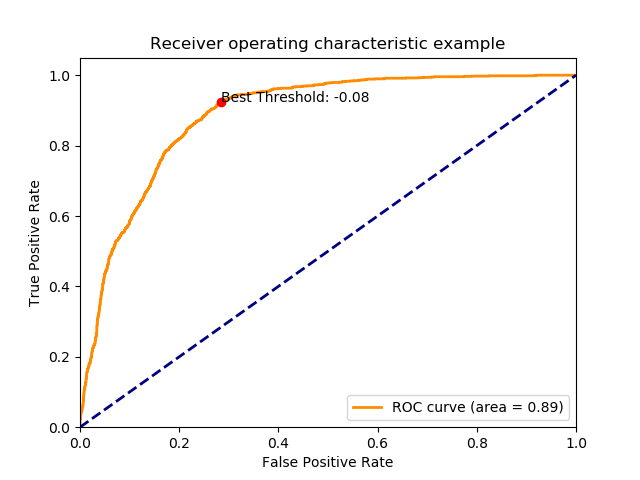 Receiver operating characteristic example
1.0
0.8
0.6
0.4
0.2
0.0
True Positive Rate
Best Threshold: -0.08
ROC curve (area = 0.89)
0.0 0.2 0.4 0.6 0.8 1.0
False Positive Rate